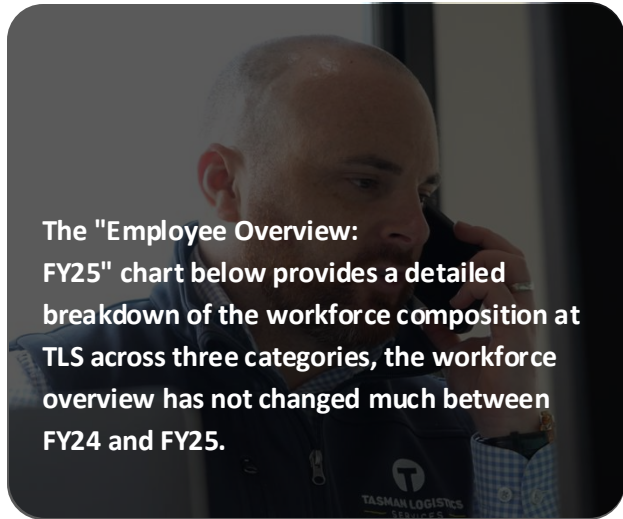 The "Employee Overview:
FY25" chart below provides a detailed
breakdown of the workforce composition at
TLS across three categories, the workforce
overview has not changed much between
FY24 and FY25.
TASMAN LOGISTICS
SERVICES